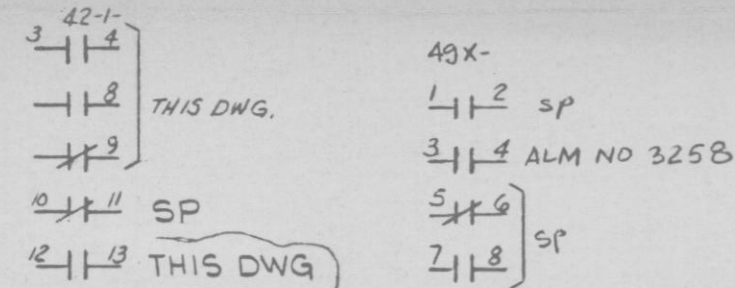 42-1-
3 4
8
THIS DWG.
9
10 11 SP
12 13 THIS DWG
49X-
1 2 SP
3 4 ALM NO 3258
5 6
SP
7 8